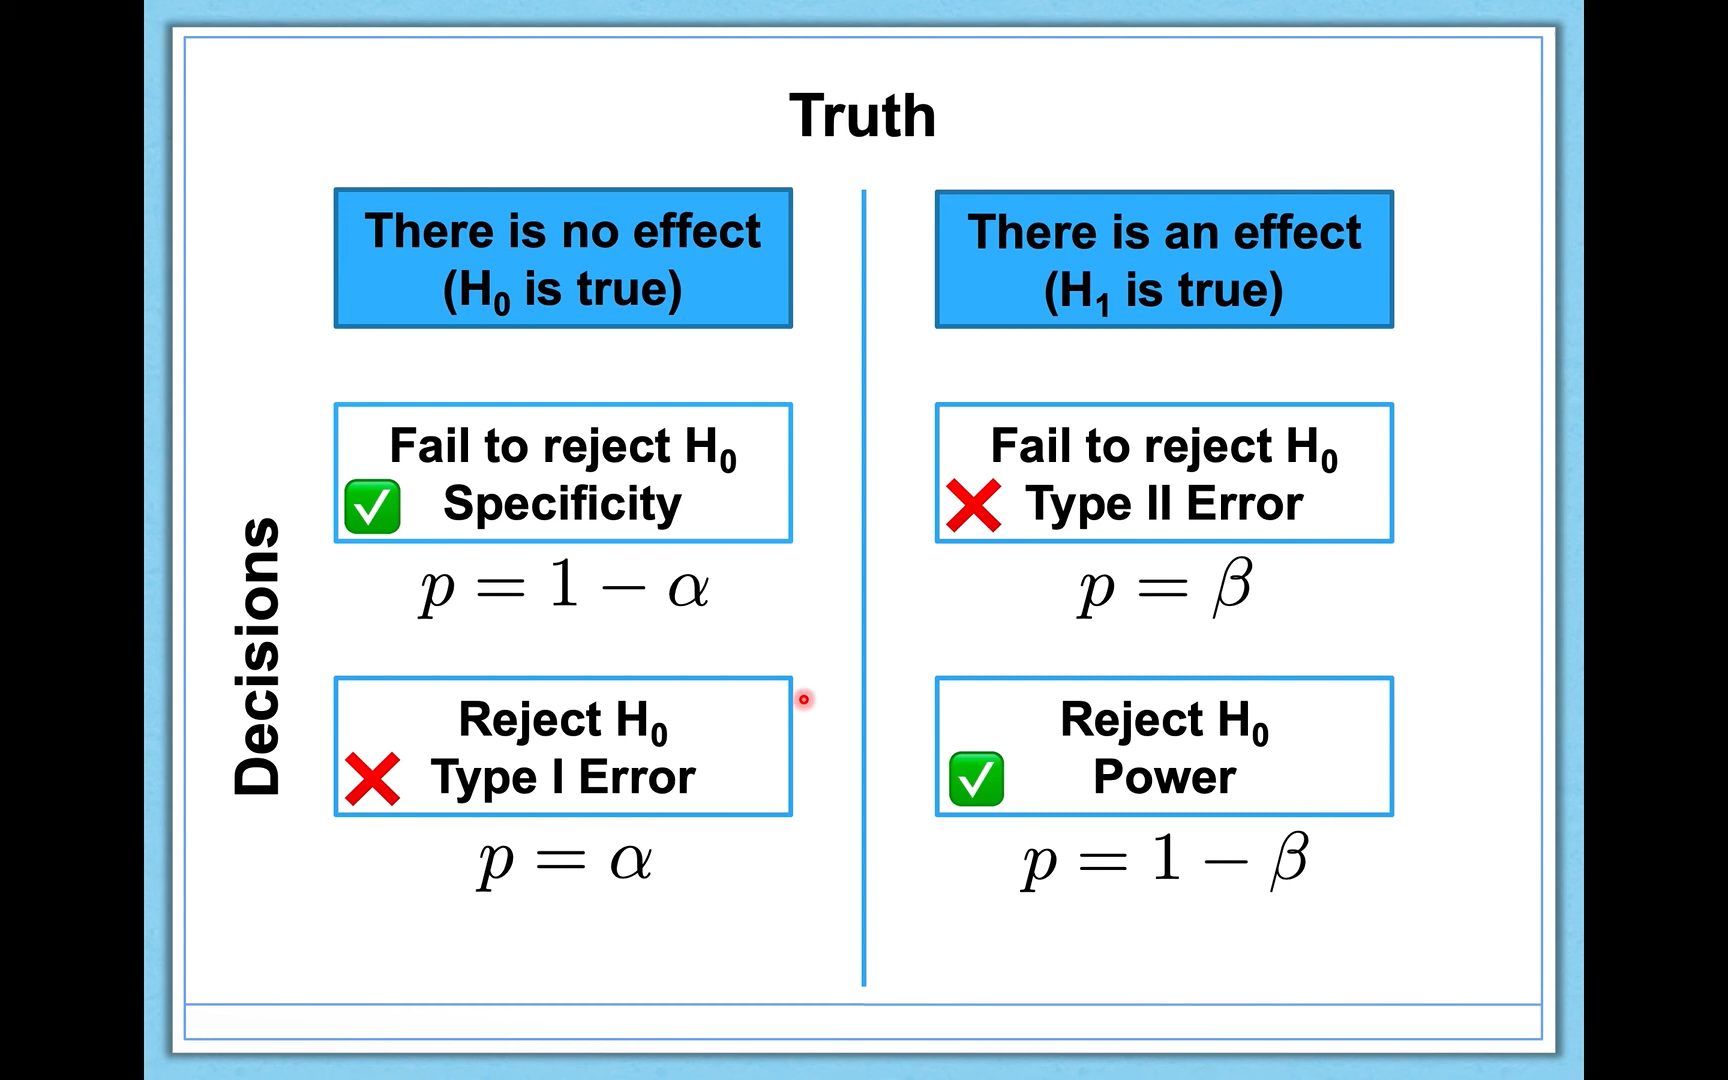 Truth
There is no effect
(H₀ is true)
There is an effect
(H₁ is true)
Decisions
Fail to reject H₀
Specificity
p = 1 − α
Fail to reject H₀
Type II Error
p = β
Reject H₀
Type I Error
p = α
Reject H₀
Power
p = 1 − β